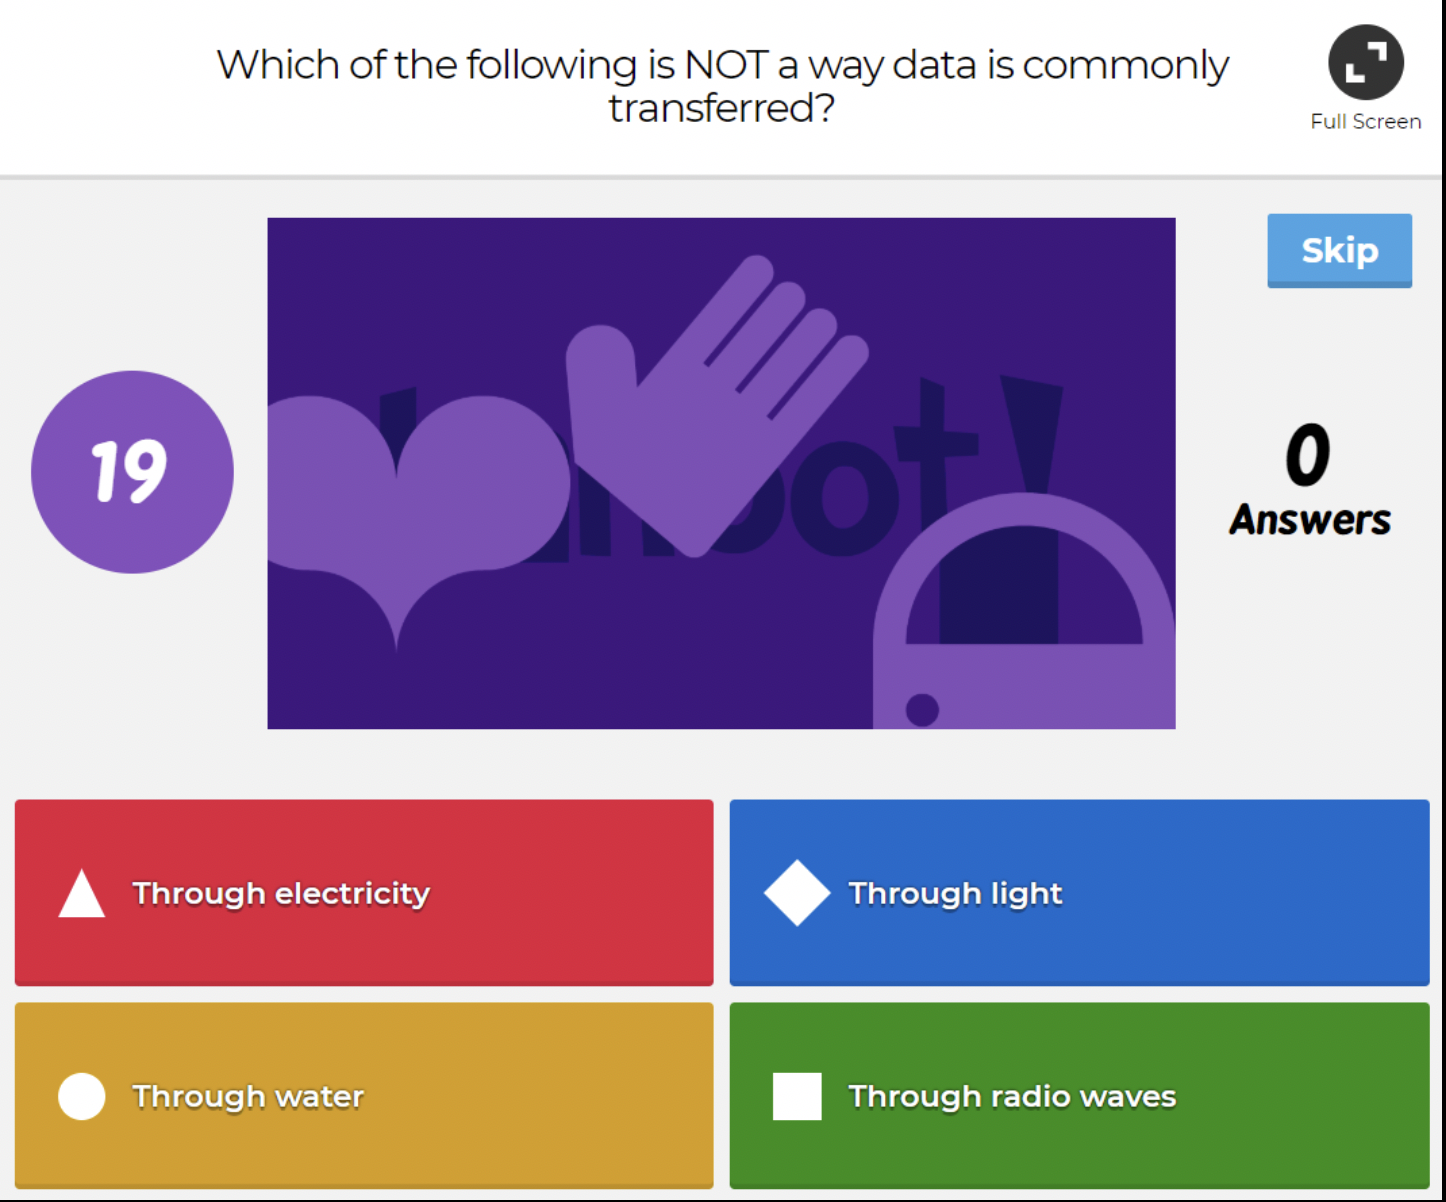 Which of the following is NOT a way data is commonly
transferred?
Full Screen
Skip
19
0
Answers
Through electricity
Through light
Through water
Through radio waves